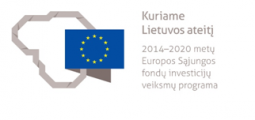 Kuriame
Lietuvos ateitį
2014–2020 metų
Europos Sąjungos
fondų investicijų
veiksmų programa